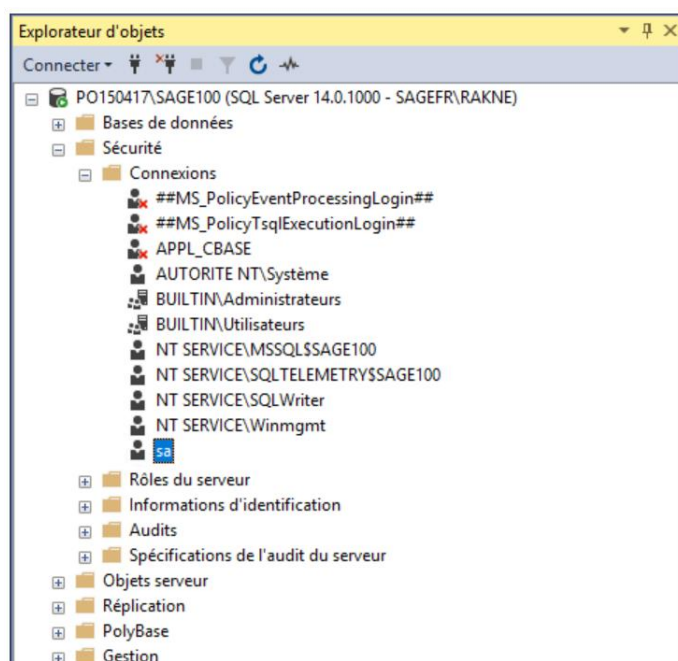 Explorateur d'objets
Connecter
PO150417\SAGE100 (SQL Server 14.0.1000 - SAGEFR\RAKNE)
Bases de données
Sécurité
Connexions
##MS_PolicyEventProcessingLogin##
##MS_PolicyTsqlExecutionLogin##
APPL_CBASE
AUTORITE NT\Système
BUILTIN\Administrateurs
BUILTIN\Utilisateurs
NT SERVICE\MSSQL$SAGE100
NT SERVICE\SQLTELEMETRY$SAGE100
NT SERVICE\SQLWriter
NT SERVICE\Winmgmt
sa
Rôles du serveur
Informations d'identification
Audits
Spécifications de l'audit du serveur
Objets serveur
Réplication
PolyBase
Gestion